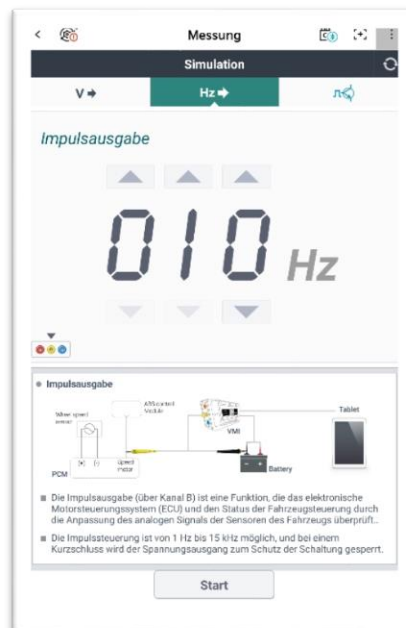 Messung
Simulation
V
Hz
Impulsausgabe
010 Hz
Impulsausgabe
ABS control
Module
Wheel speed
sensor
VMI
Tablet
(+) (-)
Speed
motor
PCM
Battery
Die Impulsausgabe (über Kanal B) ist eine Funktion, die das elektronische
Motorsteuerungssystem (ECU) und den Status der Fahrzeugsteuerung durch
die Anpassung des analogen Signals der Sensoren des Fahrzeugs überprüft..
Die Impulssteuerung ist von 1 Hz bis 15 kHz möglich, und bei einem
Kurzschluss wird der Spannungsausgang zum Schutz der Schaltung gesperrt.
Start